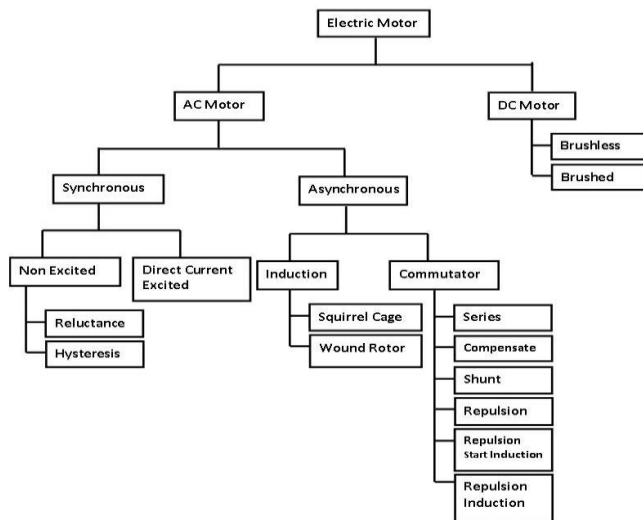 Electric Motor
AC Motor
DC Motor
Brushless
Brushed
Synchronous
Asynchronous
Non Excited
Direct Current
Excited
Induction
Commutator
Reluctance
Hysteresis
Squirrel Cage
Wound Rotor
Series
Compensate
Shunt
Repulsion
Repulsion
Start Induction
Repulsion
Induction